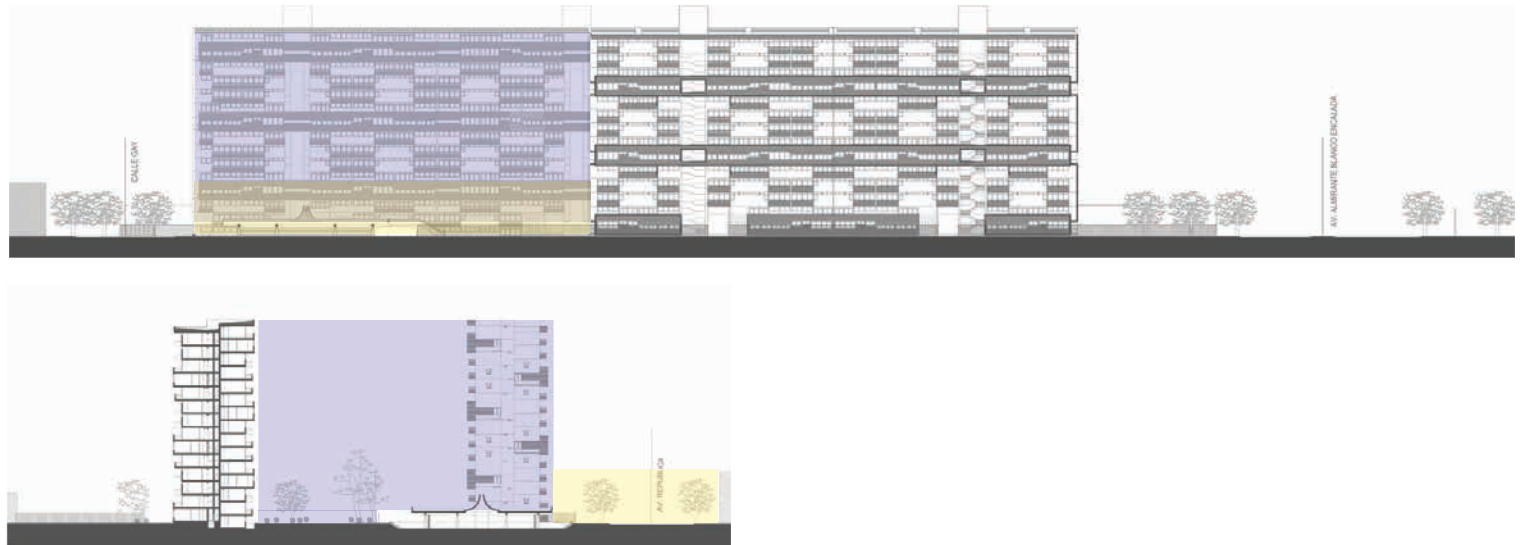 CALLE GAY
AV. ALMIRANTE BLANCO ENCALADA
AV. REPUBLICA